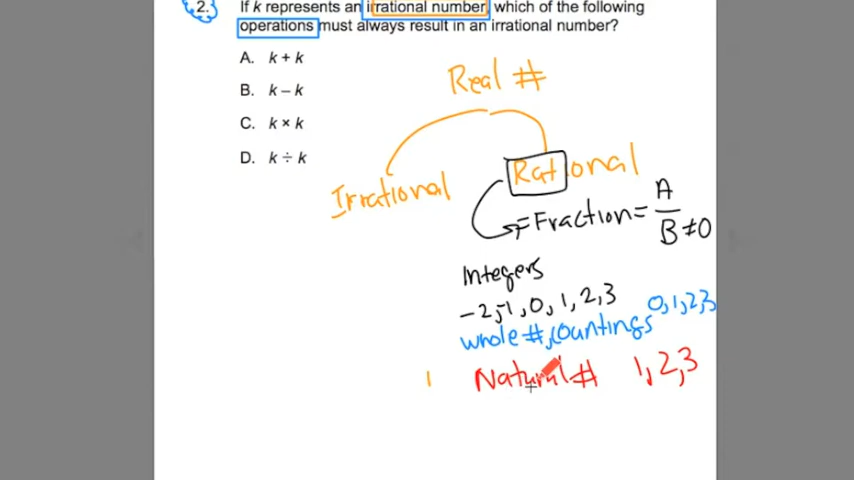 2. If k represents an irrational number, which of the following
operations must always result in an irrational number?
A. k + k
B. k – k
C. k × k
D. k ÷ k
Real #
Irrational
Rational
= Fraction = A
B ≠ 0
Integers
-2,-1, 0, 1, 2, 3
whole #, countings 0,1,2,3
Natural # 1, 2, 3